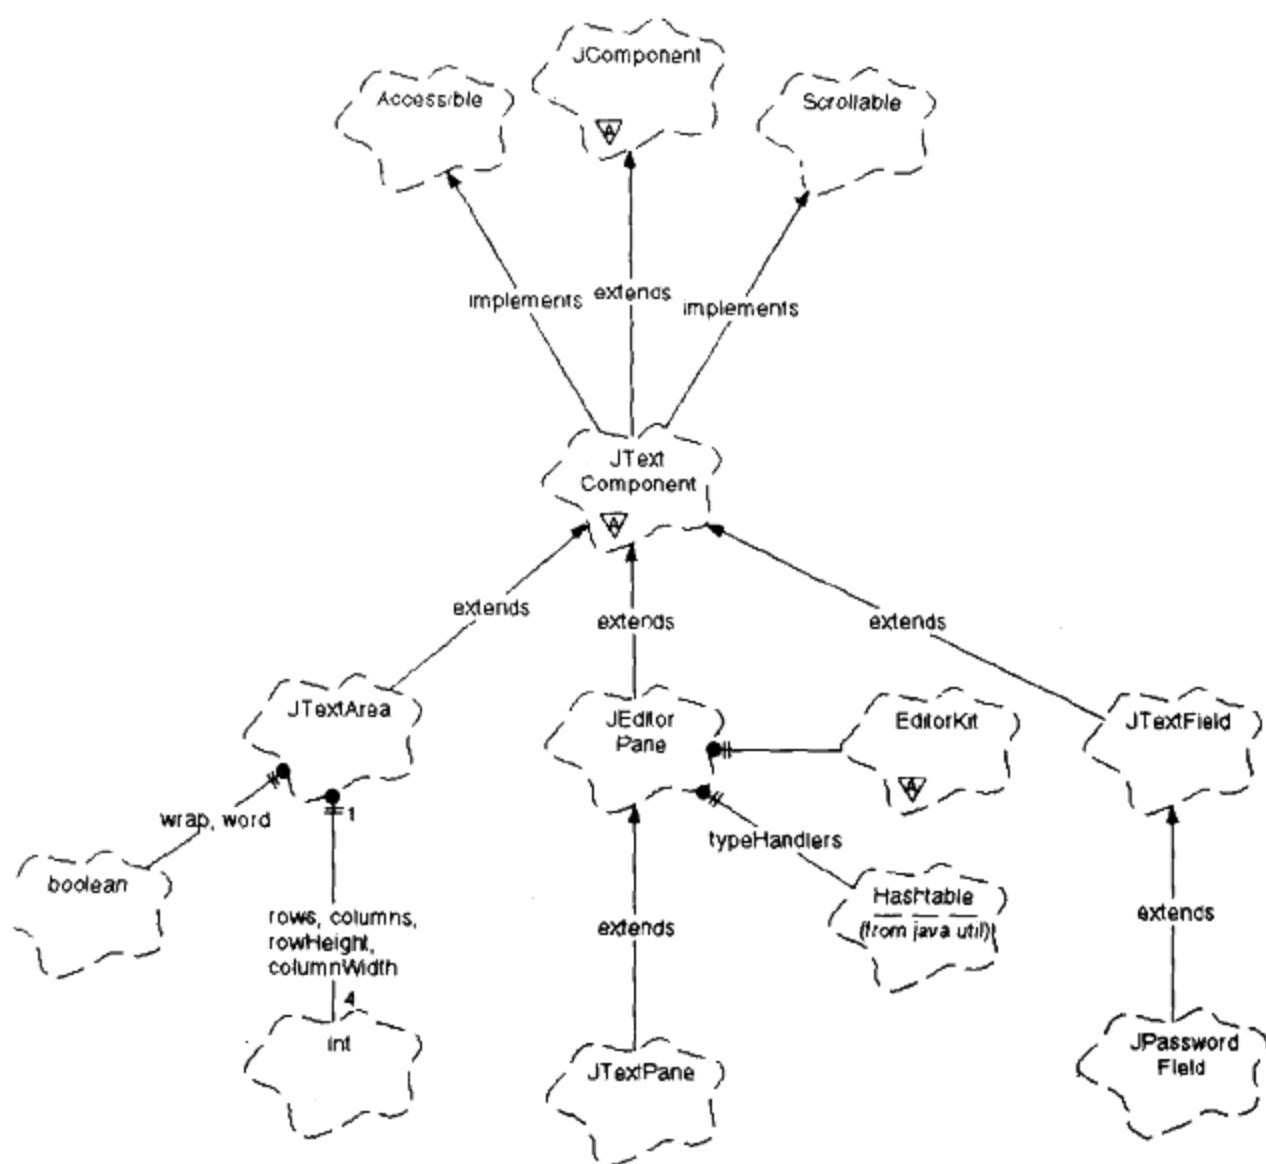 JComponent
Accessible
Scrollable
A
implements
extends
implements
JText
Component
A
extends
extends
extends
JTextArea
JEditor
Pane
EditorKit
JTextField
A
1
wrap, word
typeHandlers
boolean
Hashtable
(from java util)
rows, columns,
rowHeight,
columnWidth
extends
extends
4
int
JTextPane
JPassword
Field